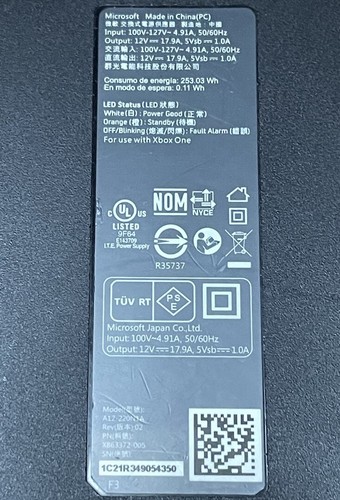 Microsoft Made in China(PC)
微軟 交換式電源供應器 製造地：中國
Input: 100V-127V~ 4.91A, 50/60Hz
Output: 12V⎓17.9A, 5Vsb⎓1.0A
交流輸入: 100V-127V~ 4.91A, 50/60Hz
直流輸出: 12V⎓17.9A, 5Vsb⎓1.0A
群光電能科技股份有限公司
Consumo de energía: 253.03 Wh
En modo de espera: 0.11 Wh
LED Status (LED 狀態)
White(白): Power Good (正常)
Orange (橙): Standby (待機)
OFF/Blinking(熄滅/閃爍): Fault Alarm (錯誤)
For use with Xbox One
C UL US
LISTED
9F64
E143709
I.T.E. Power Supply
NOM
NYCE
R35737
TÜV RT
PSE
Microsoft Japan Co.,Ltd.
Input: 100V~4.91A, 50/60Hz
Output: 12V⎓17.9A, 5Vsb⎓1.0A
Model(型號):
A12-220N1A
Rev(版本):02
PN(料號):
X863372-005
SN(序號)
1C21R349054350
F3